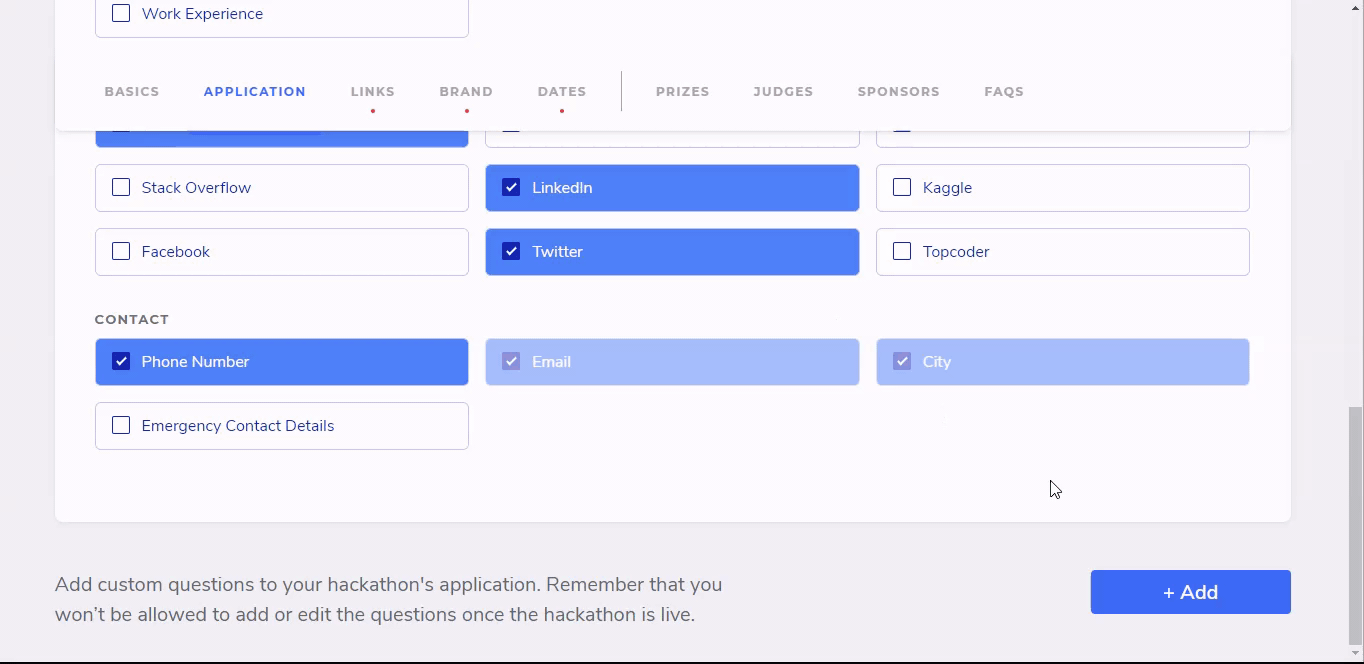 Work Experience
BASICS APPLICATION LINKS BRAND DATES PRIZES JUDGES SPONSORS FAQS
Stack Overflow LinkedIn Kaggle
Facebook Twitter Topcoder
CONTACT
Phone Number Email City
Emergency Contact Details
Add custom questions to your hackathon's application. Remember that you
won’t be allowed to add or edit the questions once the hackathon is live.
+ Add